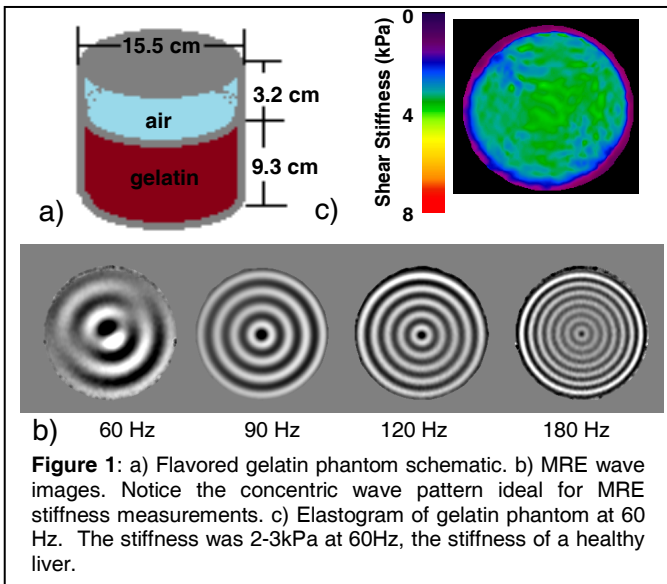 15.5 cm
3.2 cm
air
gelatin
9.3 cm
a)
Shear Stiffness (kPa)
0
4
8
c)
b)
60 Hz
90 Hz
120 Hz
180 Hz
Figure 1: a) Flavored gelatin phantom schematic. b) MRE wave
images. Notice the concentric wave pattern ideal for MRE
stiffness measurements. c) Elastogram of gelatin phantom at 60
Hz. The stiffness was 2-3kPa at 60Hz, the stiffness of a healthy
liver.